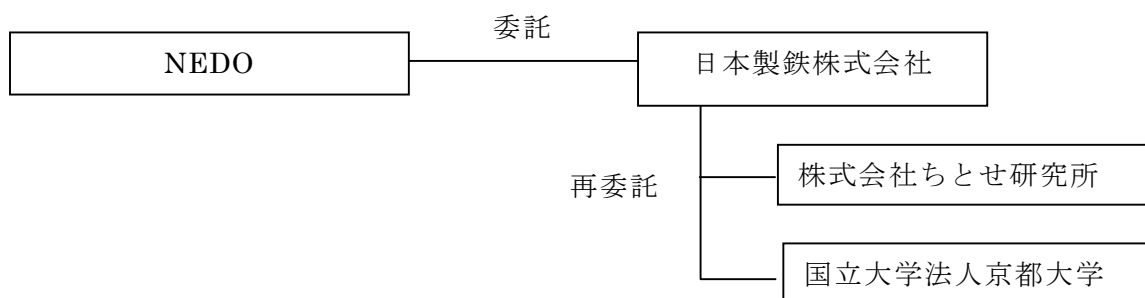 委託
NEDO
日本製鉄株式会社
再委託
株式会社ちとせ研究所
国立大学法人京都大学